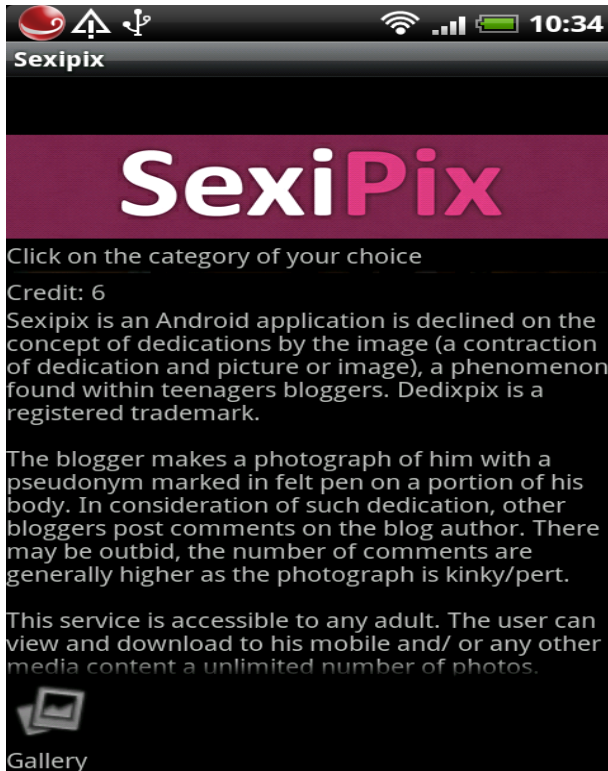 10:34
Sexipix
SexiPix
Click on the category of your choice
Credit: 6
Sexipix is an Android application is declined on the
concept of dedications by the image (a contraction
of dedication and picture or image), a phenomenon
found within teenagers bloggers. Dedixpix is a
registered trademark.
The blogger makes a photograph of him with a
pseudonym marked in felt pen on a portion of his
body. In consideration of such dedication, other
bloggers post comments on the blog author. There
may be outbid, the number of comments are
generally higher as the photograph is kinky/pert.
This service is accessible to any adult. The user can
view and download to his mobile and/ or any other
media content a unlimited number of photos.
Gallery